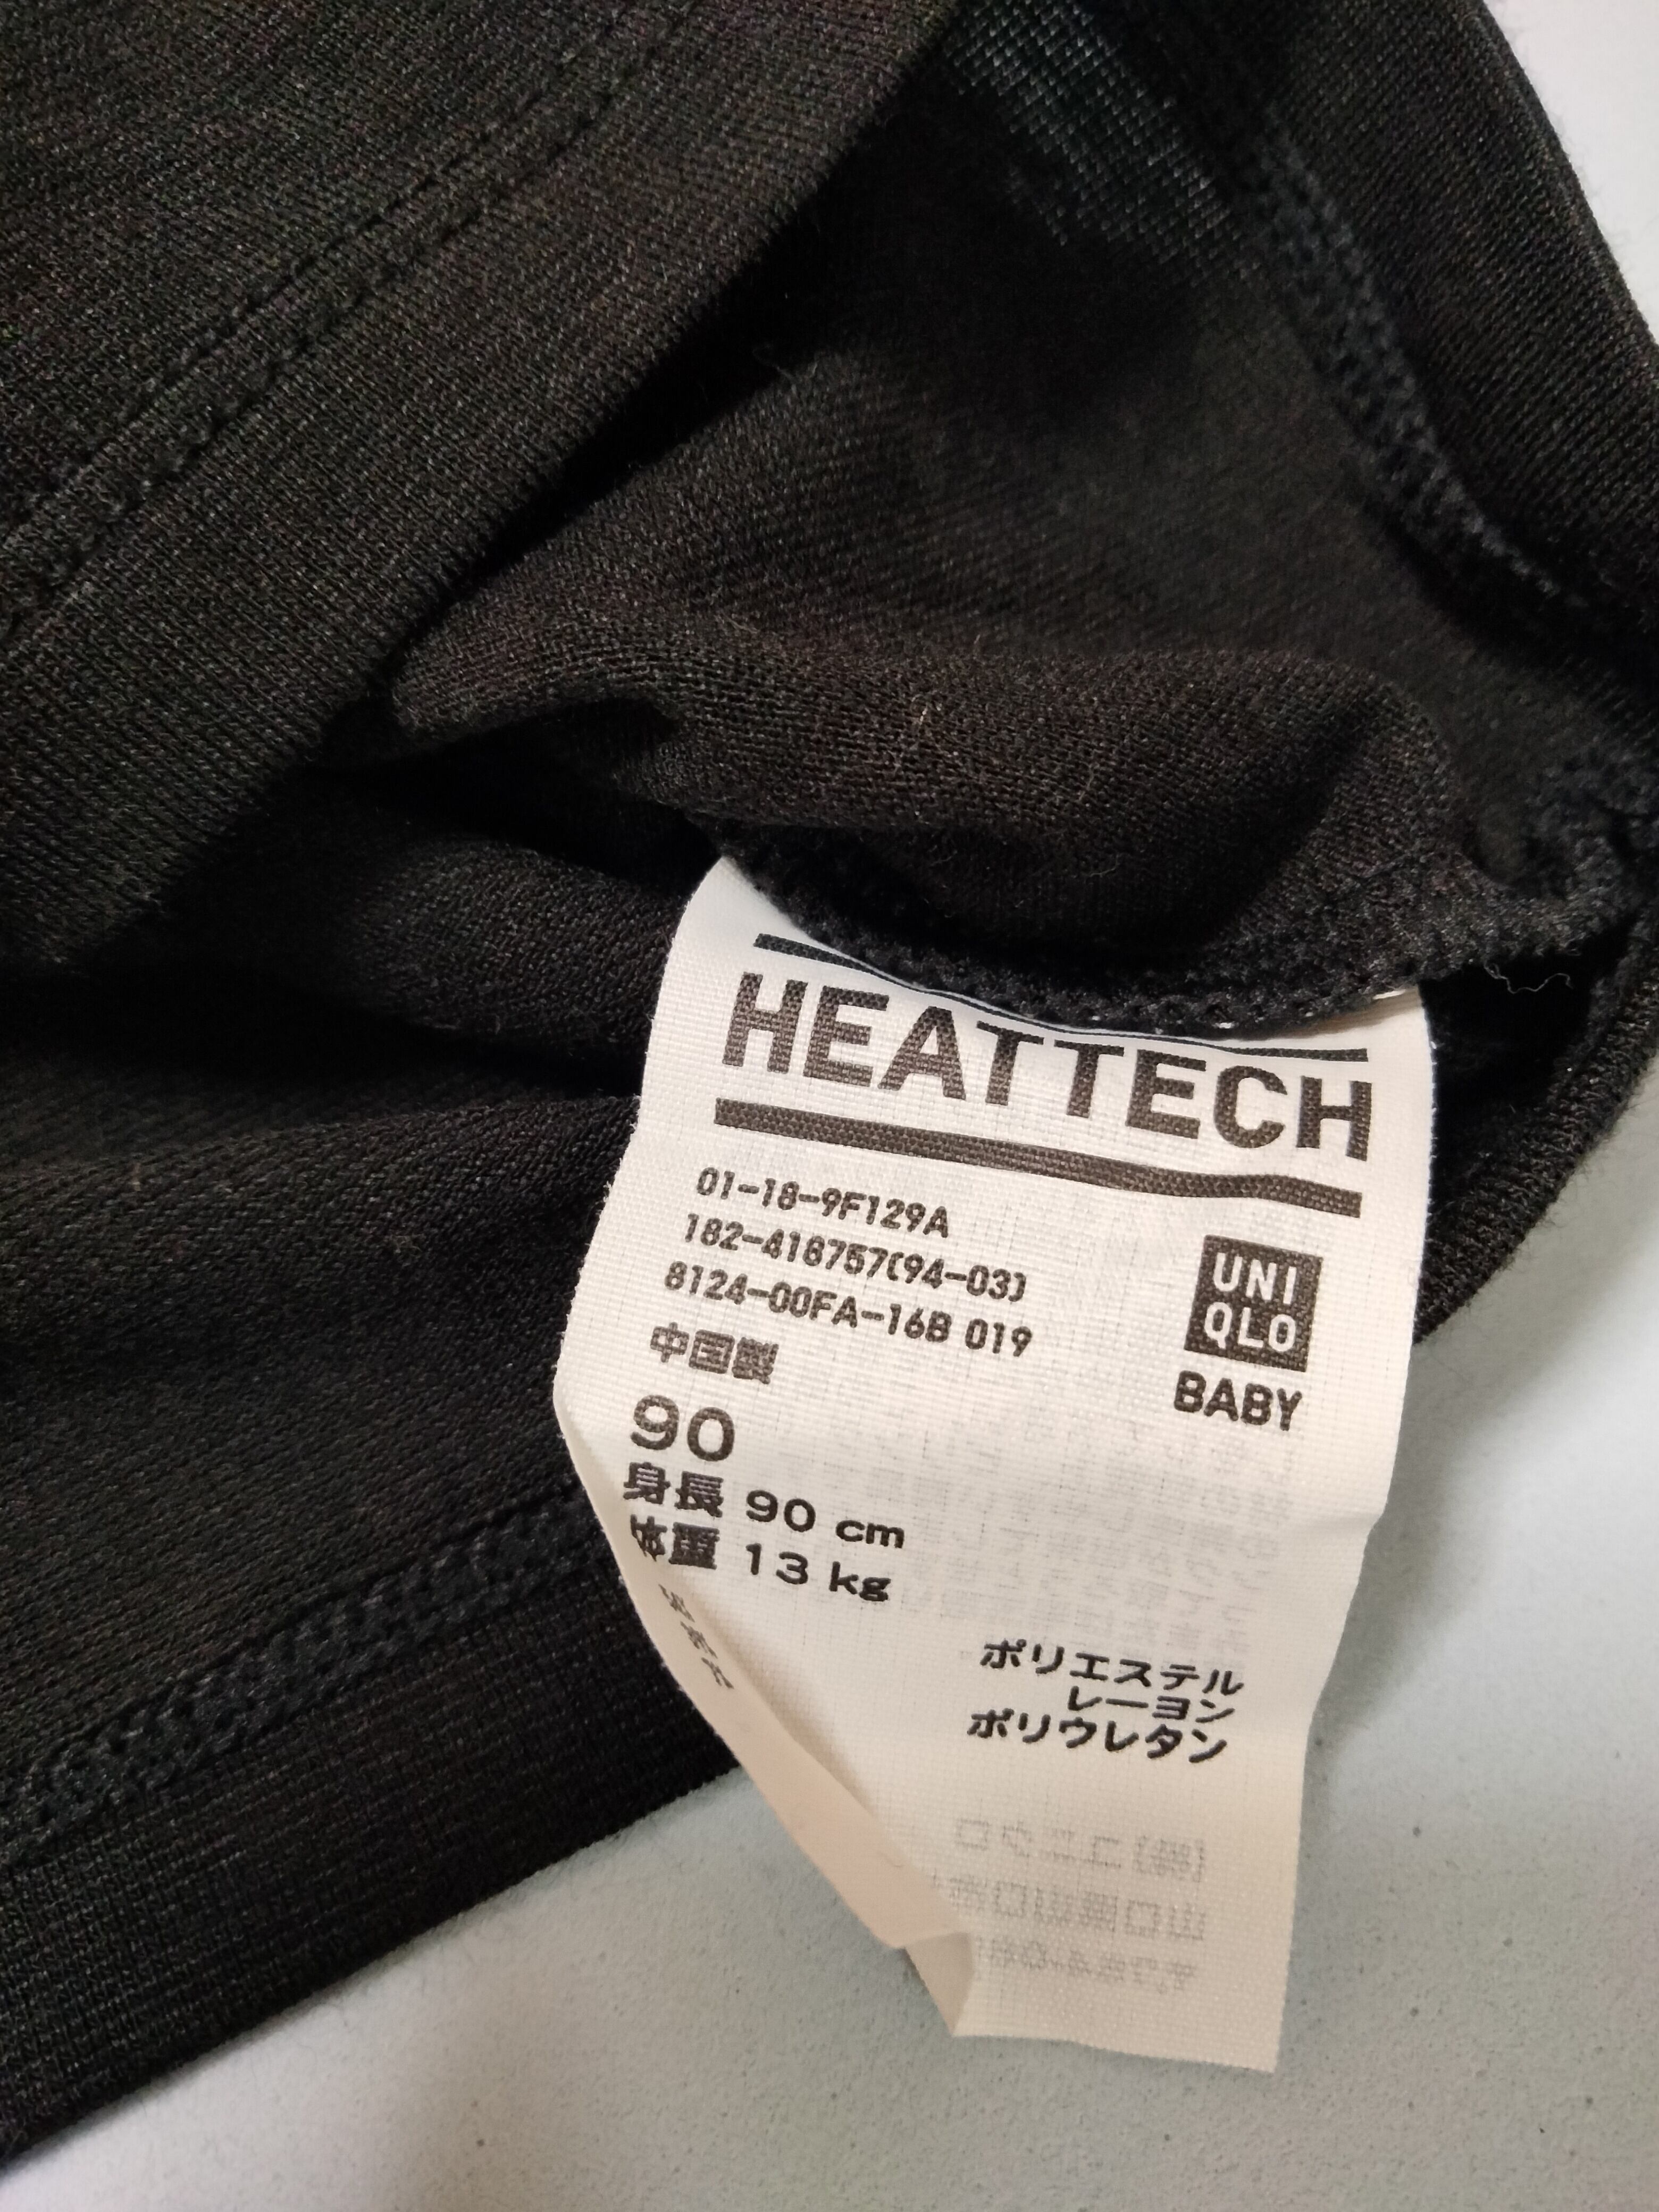 HEATTECH
01-18-9F129A
182-418757(94-03)
8124-00FA-16B 019
UNI
QLO
BABY
中国製
90
身長 90 cm
体重 13 kg
ポリエステル
レーヨン
ポリウレタン